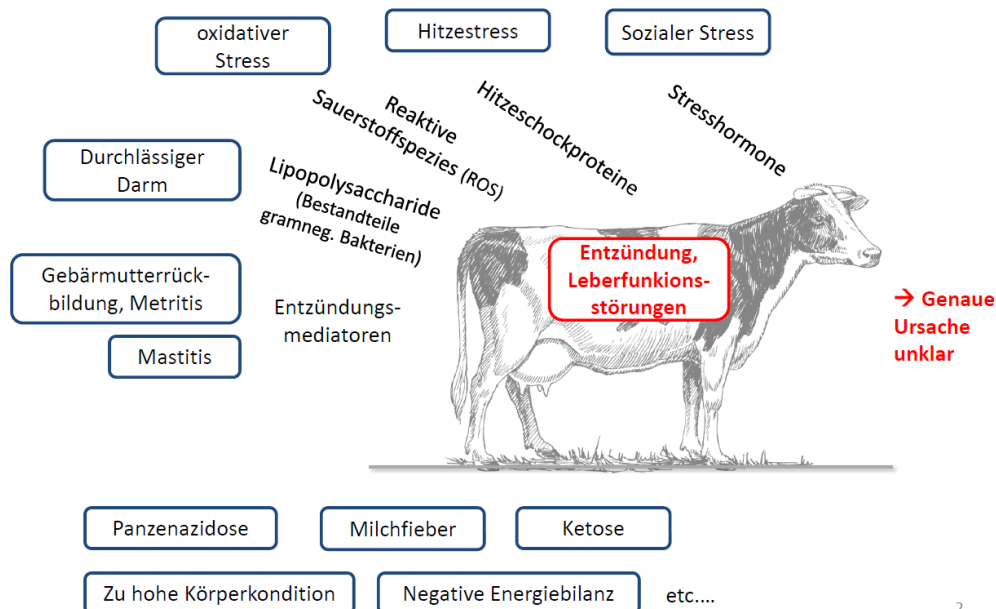 oxidativer
Stress
Hitzestress
Sozialer Stress
Reaktive
Sauerstoffspezies (ROS)
Hitzeschockproteine
Stresshormone
Durchlässiger
Darm
Lipopolysaccharide
(Bestandteile
gramneg. Bakterien)
Gebärmutterrück-
bildung, Metritis
Mastitis
Entzündungs-
mediatoren
Entzündung,
Leberfunkions-
störungen
→ Genaue
Ursache
unklar
Panzenazidose
Milchfieber
Ketose
Zu hohe Körperkondition
Negative Energiebilanz
etc....
2